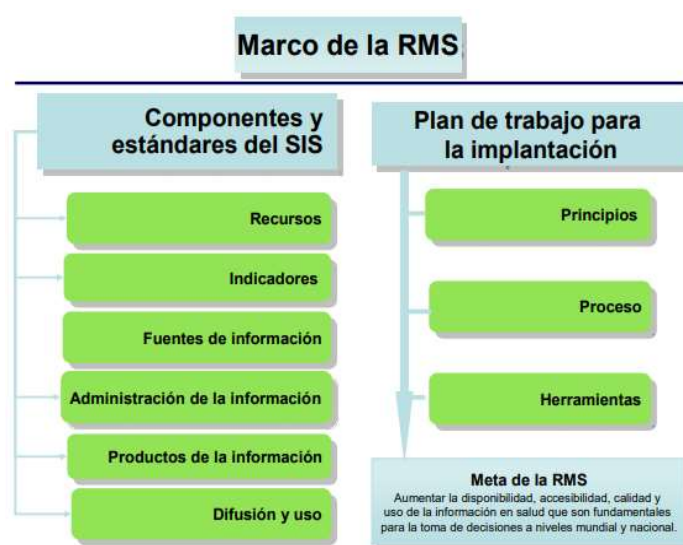 Marco de la RMS
Componentes y
estándares del SIS
Recursos
Indicadores
Fuentes de información
Administración de la información
Productos de la información
Difusión y uso
Plan de trabajo para
la implantación
Principios
Proceso
Herramientas
Meta de la RMS
Aumentar la disponibilidad, accesibilidad, calidad y
uso de la información en salud que son fundamentales
para la toma de decisiones a niveles mundial y nacional.